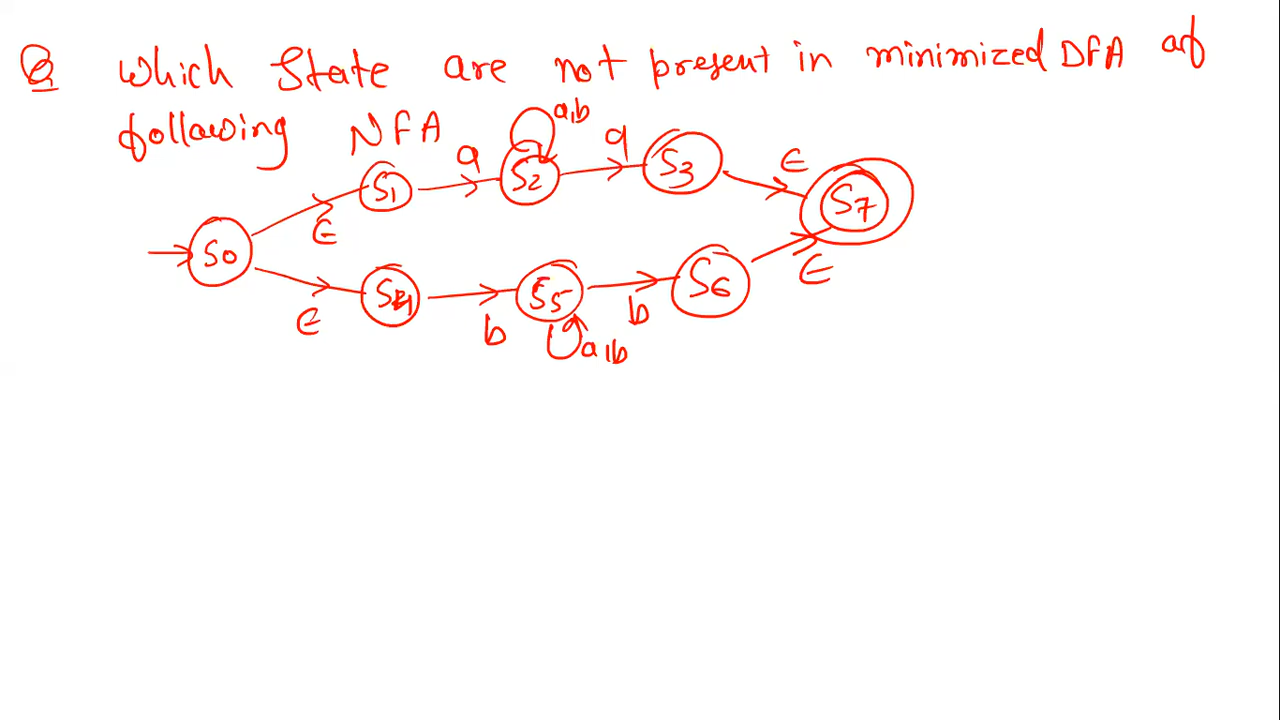 Q which State are not present in minimized DFA of
following NFA
a,b
a
a
ε
S1
S2
S3
S7
ε
S0
ε
S4
b
S5
b
S6
ε
a,b